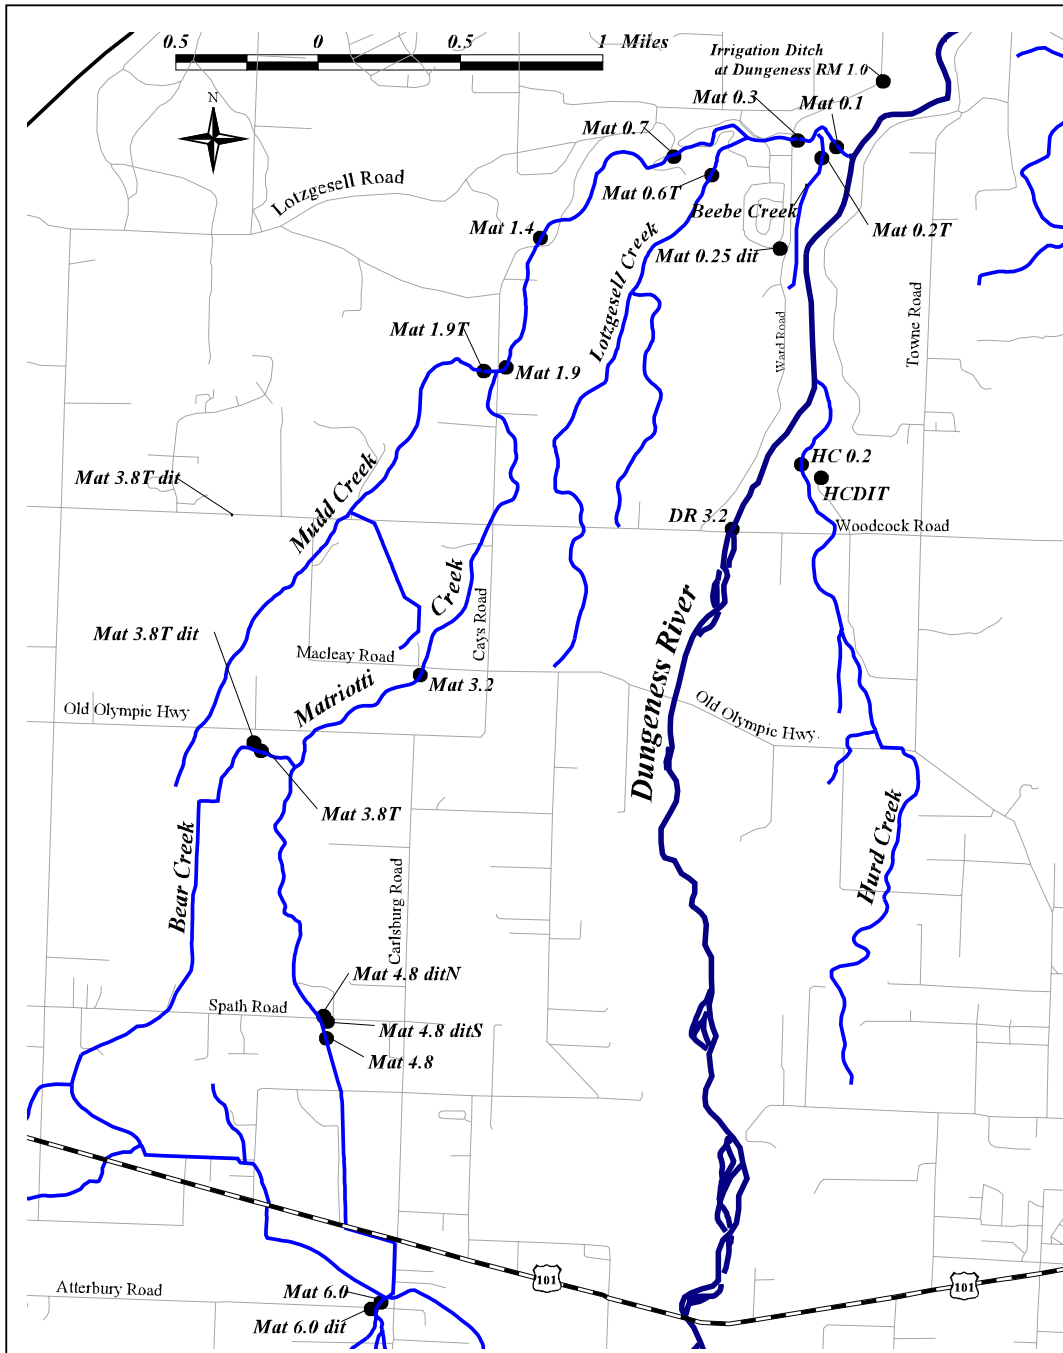 0.5 0 0.5 1 Miles
Irrigation Ditch
at Dungeness RM 1.0
N
Mat 0.3
Mat 0.1
Mat 0.7
Lotzgesell Road
Mat 0.6T
Beebe Creek
Mat 0.2T
Mat 1.4
Mat 0.25 dit
Lotzgesell Creek
Mat 1.9T
Ward Road
Towne Road
Mat 1.9
HC 0.2
Mat 3.8T dit
HCDIT
Mudd Creek
DR 3.2
Woodcock Road
Creek
Cays Road
Mat 3.8T dit
Macleay Road
Mat 3.2
Matriotti
Dungeness River
Old Olympic Hwy
Old Olympic Hwy
Mat 3.8T
Bear Creek
Carlsburg Road
Hurd Creek
Mat 4.8 ditN
Spath Road
Mat 4.8 ditS
Mat 4.8
101
101
Atterbury Road
Mat 6.0
Mat 6.0 dit